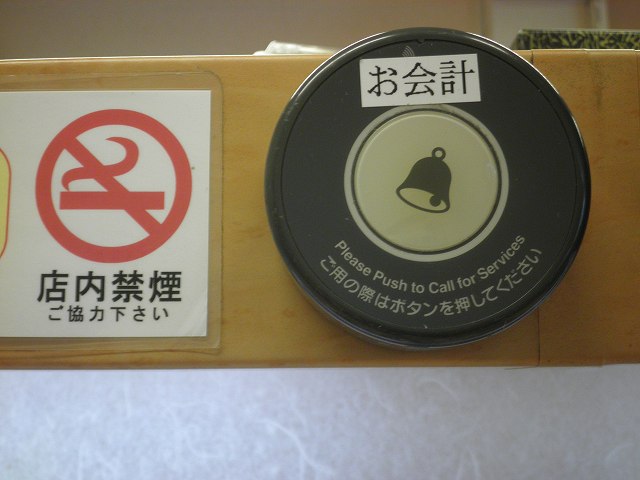 店内禁煙
ご協力下さい
お会計
Please Push to Call for Services
ご用の際はボタンを押してください